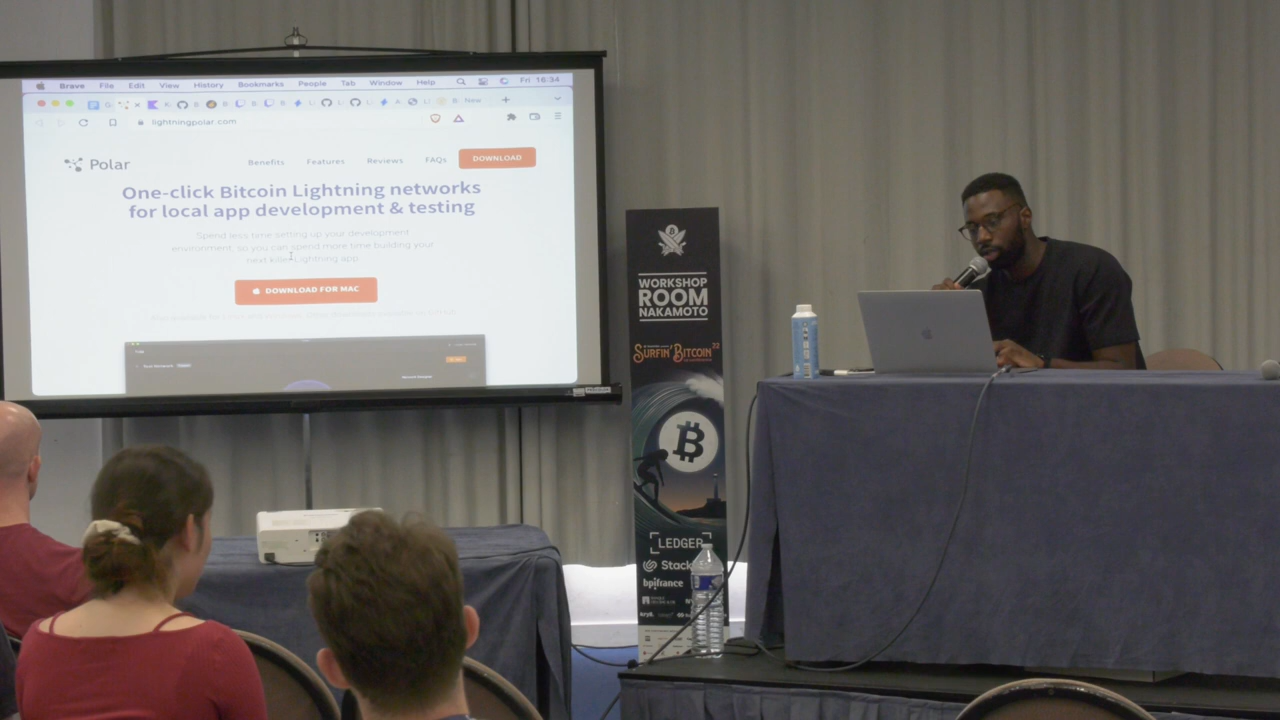 Brave File Edit View History Bookmarks People Tab Window Help Fri 16:34
New
lightningpolar.com
Polar Benefits Features Reviews FAQs DOWNLOAD
One-click Bitcoin Lightning networks
for local app development & testing
Spend less time setting up your development
environment, so you can spend more time building your
next killer Lightning app.
DOWNLOAD FOR MAC
WORKSHOP
ROOM
NAKAMOTO
SURFIN' BITCOIN 22
LEDGER
Stack
bpifrance